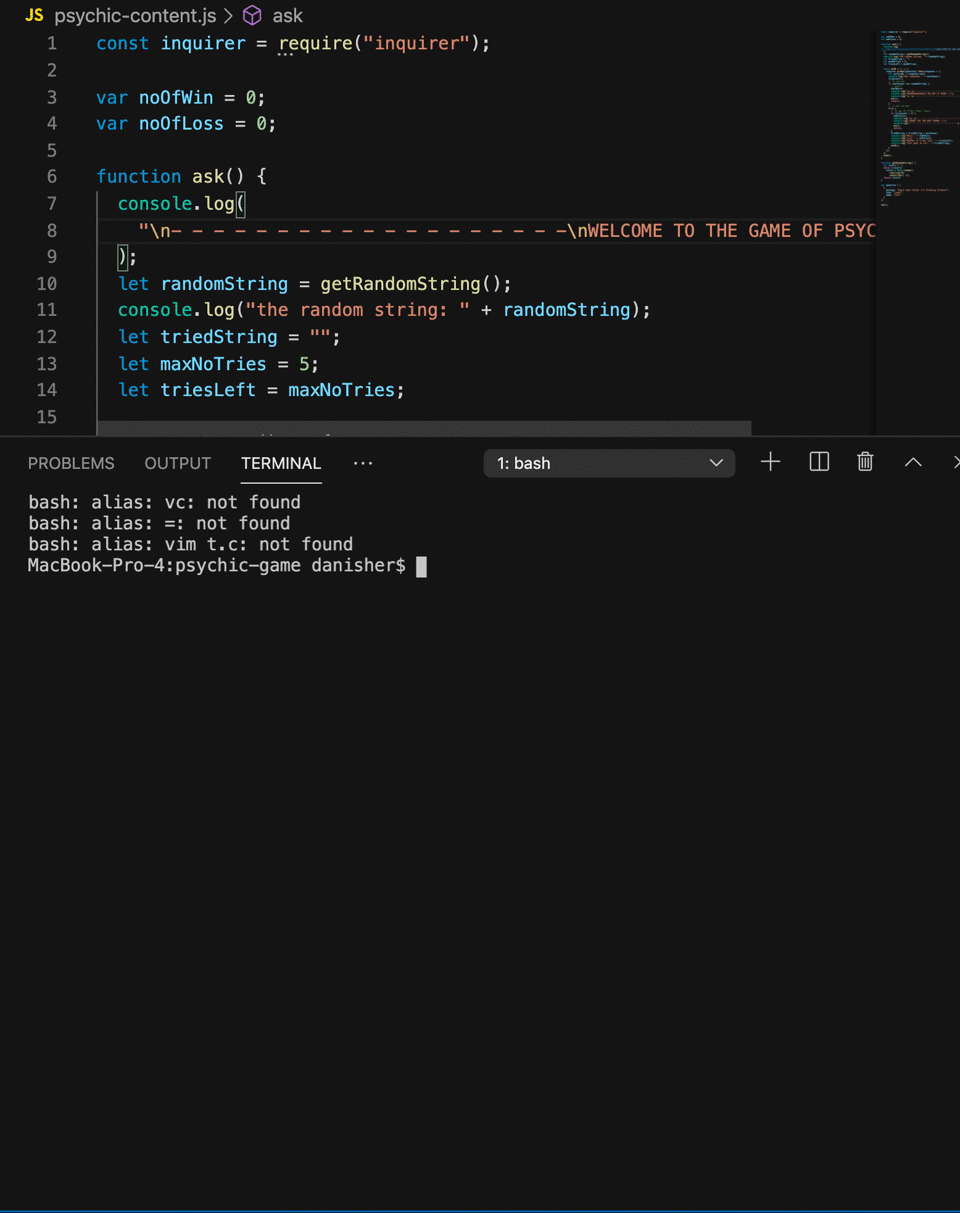 JS psychic-content.js > ask
1 const inquirer = require("inquirer");
2
3 var noOfWin = 0;
4 var noOfLoss = 0;
5
6 function ask() {
7 console.log(
8 "\n- - - - - - - - - - - - - - - - - - -\nWELCOME TO THE GAME OF PSYC
9 );
10 let randomString = getRandomString();
11 console.log("the random string: " + randomString);
12 let triedString = "";
13 let maxNoTries = 5;
14 let triesLeft = maxNoTries;
15
PROBLEMS OUTPUT TERMINAL ··· 1: bash
bash: alias: vc: not found
bash: alias: =: not found
bash: alias: vim t.c: not found
MacBook-Pro-4:psychic-game danisher$